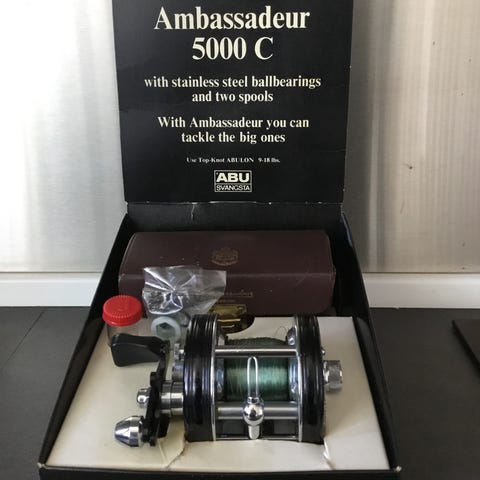 Ambassadeur
5000 C
with stainless steel ballbearings
and two spools
With Ambassadeur you can
tackle the big ones
Use Top-Knot ABULON 9-18 lbs.
ABU
SVÄNGSTA